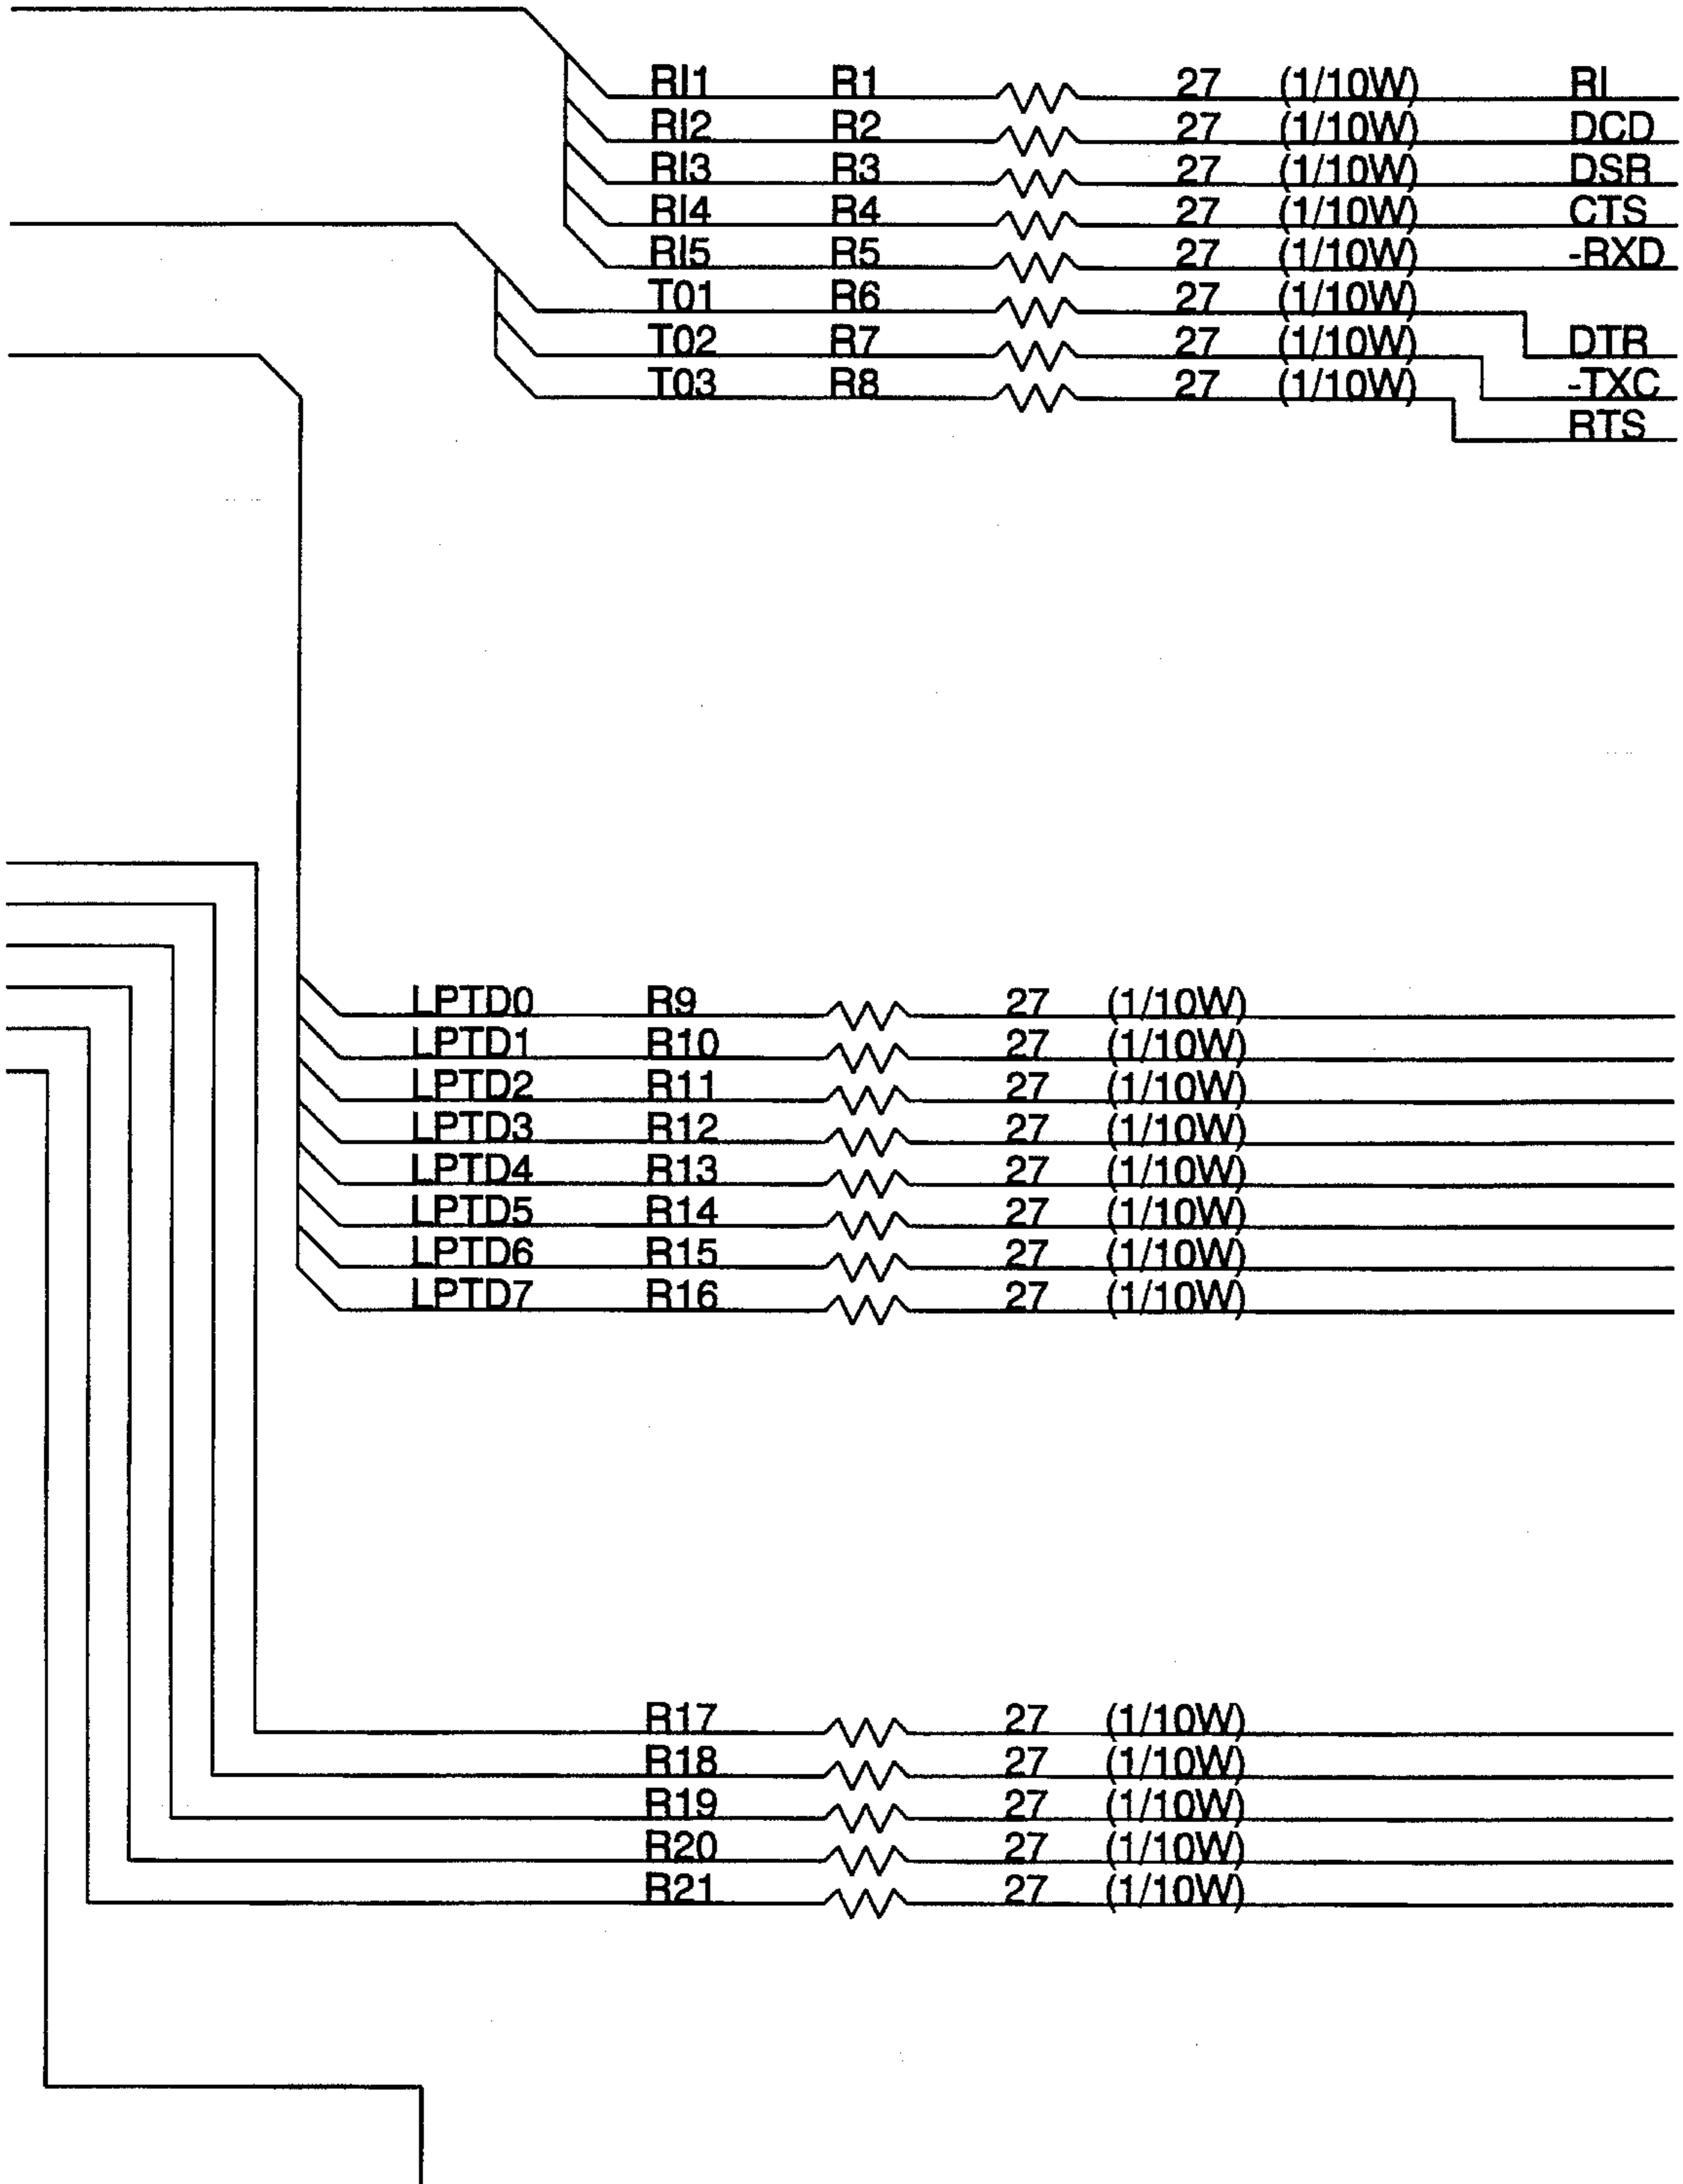 RI1 R1 27 (1/10W) RI
RI2 R2 27 (1/10W) DCD
RI3 R3 27 (1/10W) DSR
RI4 R4 27 (1/10W) CTS
RI5 R5 27 (1/10W) -RXD
T01 R6 27 (1/10W)
T02 R7 27 (1/10W) DTR
T03 R8 27 (1/10W) -TXC
RTS
LPTD0 R9 27 (1/10W)
LPTD1 R10 27 (1/10W)
LPTD2 R11 27 (1/10W)
LPTD3 R12 27 (1/10W)
LPTD4 R13 27 (1/10W)
LPTD5 R14 27 (1/10W)
LPTD6 R15 27 (1/10W)
LPTD7 R16 27 (1/10W)
R17 27 (1/10W)
R18 27 (1/10W)
R19 27 (1/10W)
R20 27 (1/10W)
R21 27 (1/10W)